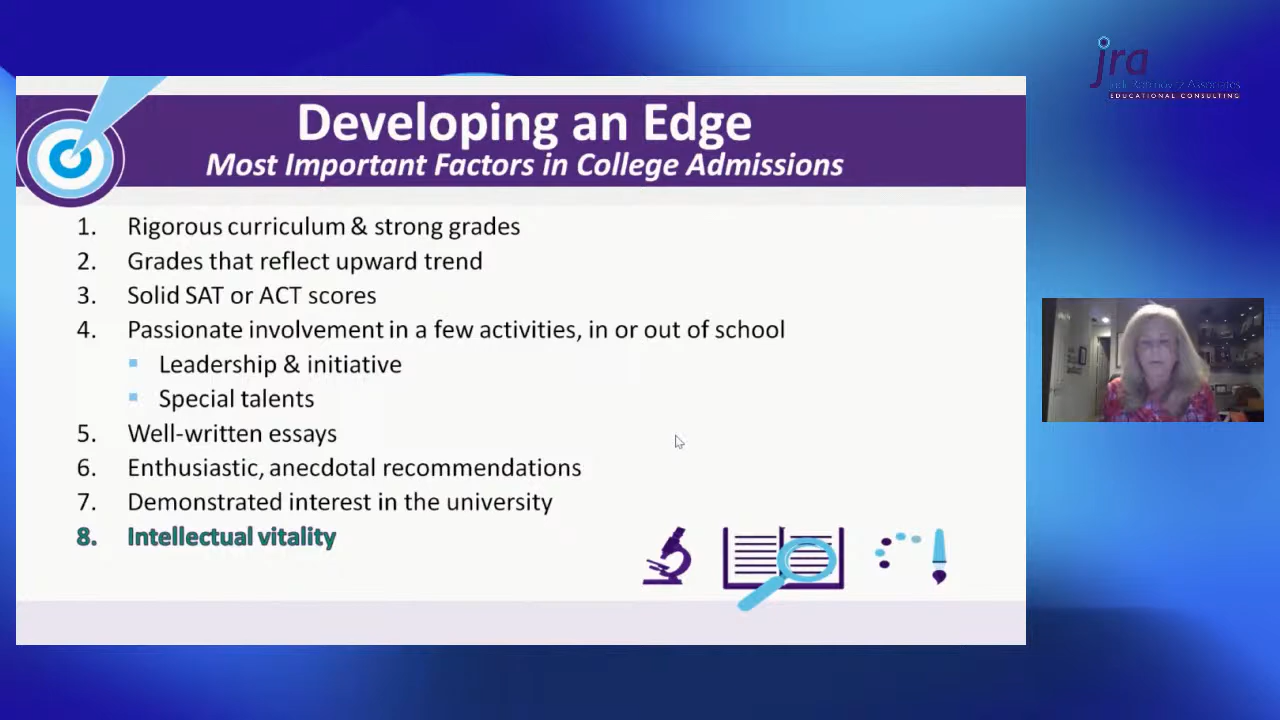 jra
Judi Robinovitz Associates
EDUCATIONAL CONSULTING
Developing an Edge
Most Important Factors in College Admissions
1. Rigorous curriculum & strong grades
2. Grades that reflect upward trend
3. Solid SAT or ACT scores
4. Passionate involvement in a few activities, in or out of school
Leadership & initiative
Special talents
5. Well-written essays
6. Enthusiastic, anecdotal recommendations
7. Demonstrated interest in the university
8. Intellectual vitality